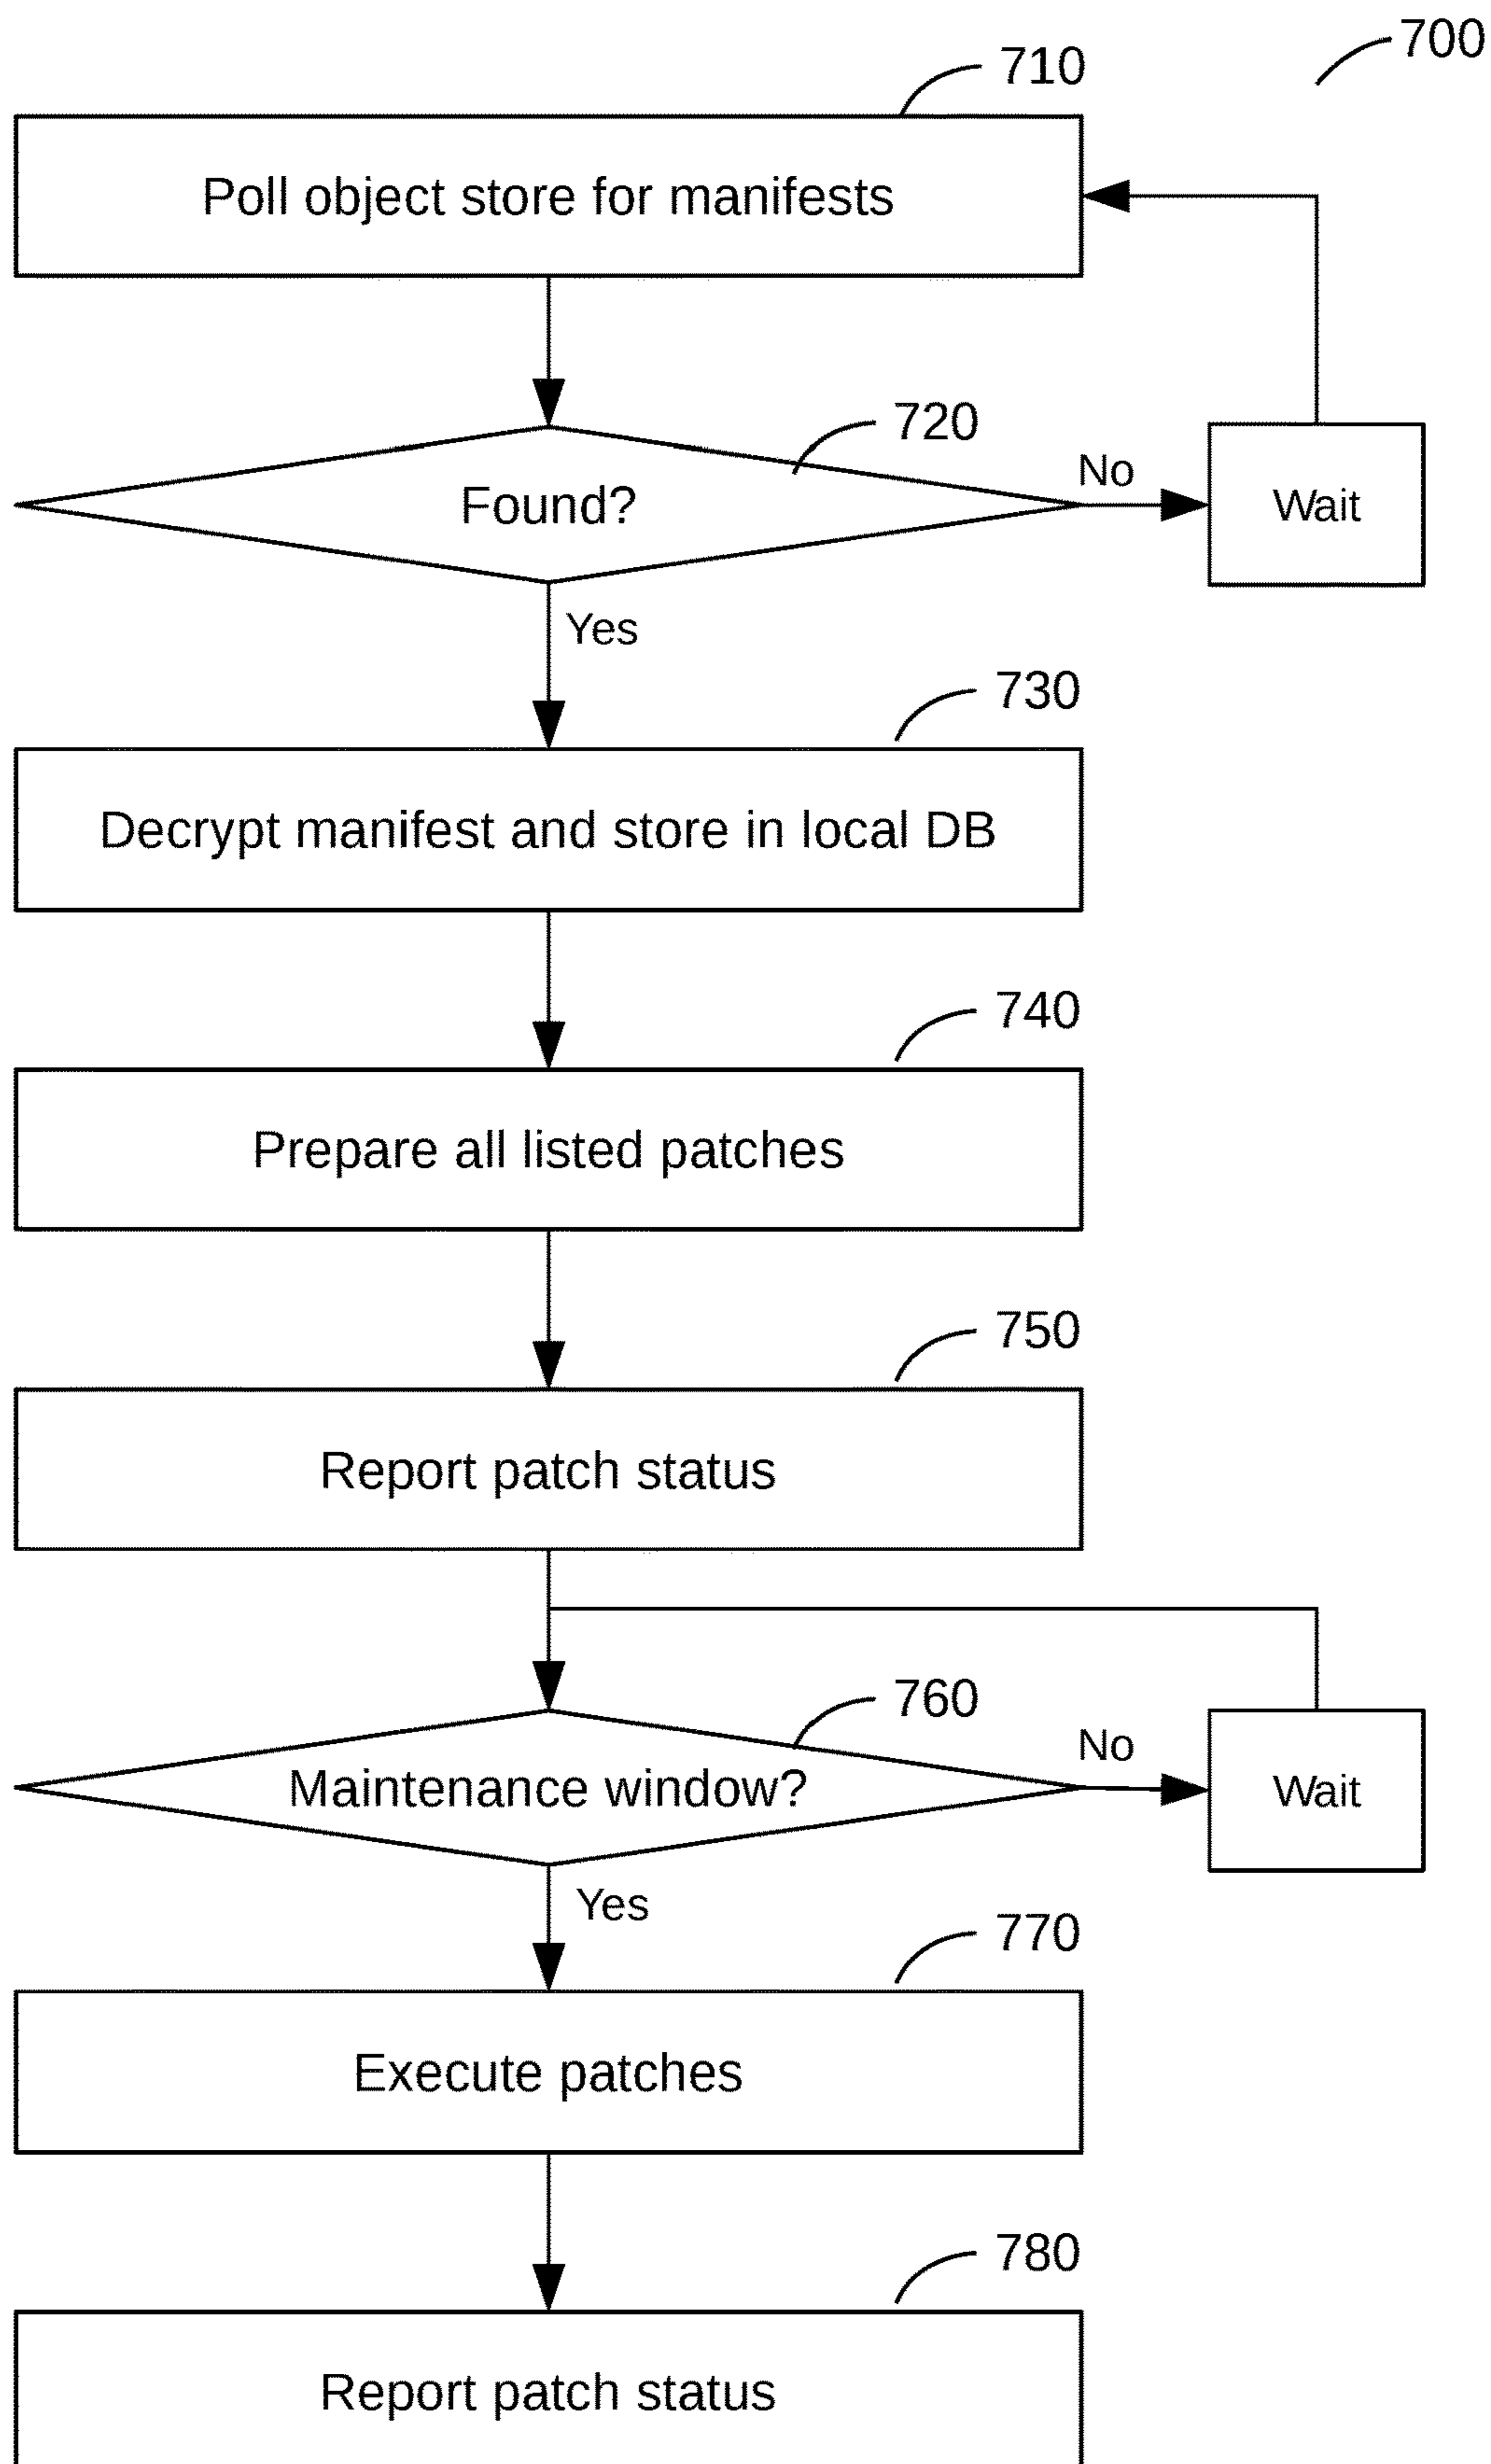 700
710
Poll object store for manifests
720
Found?
No
Wait
Yes
730
Decrypt manifest and store in local DB
740
Prepare all listed patches
750
Report patch status
760
Maintenance window?
No
Wait
Yes
770
Execute patches
780
Report patch status